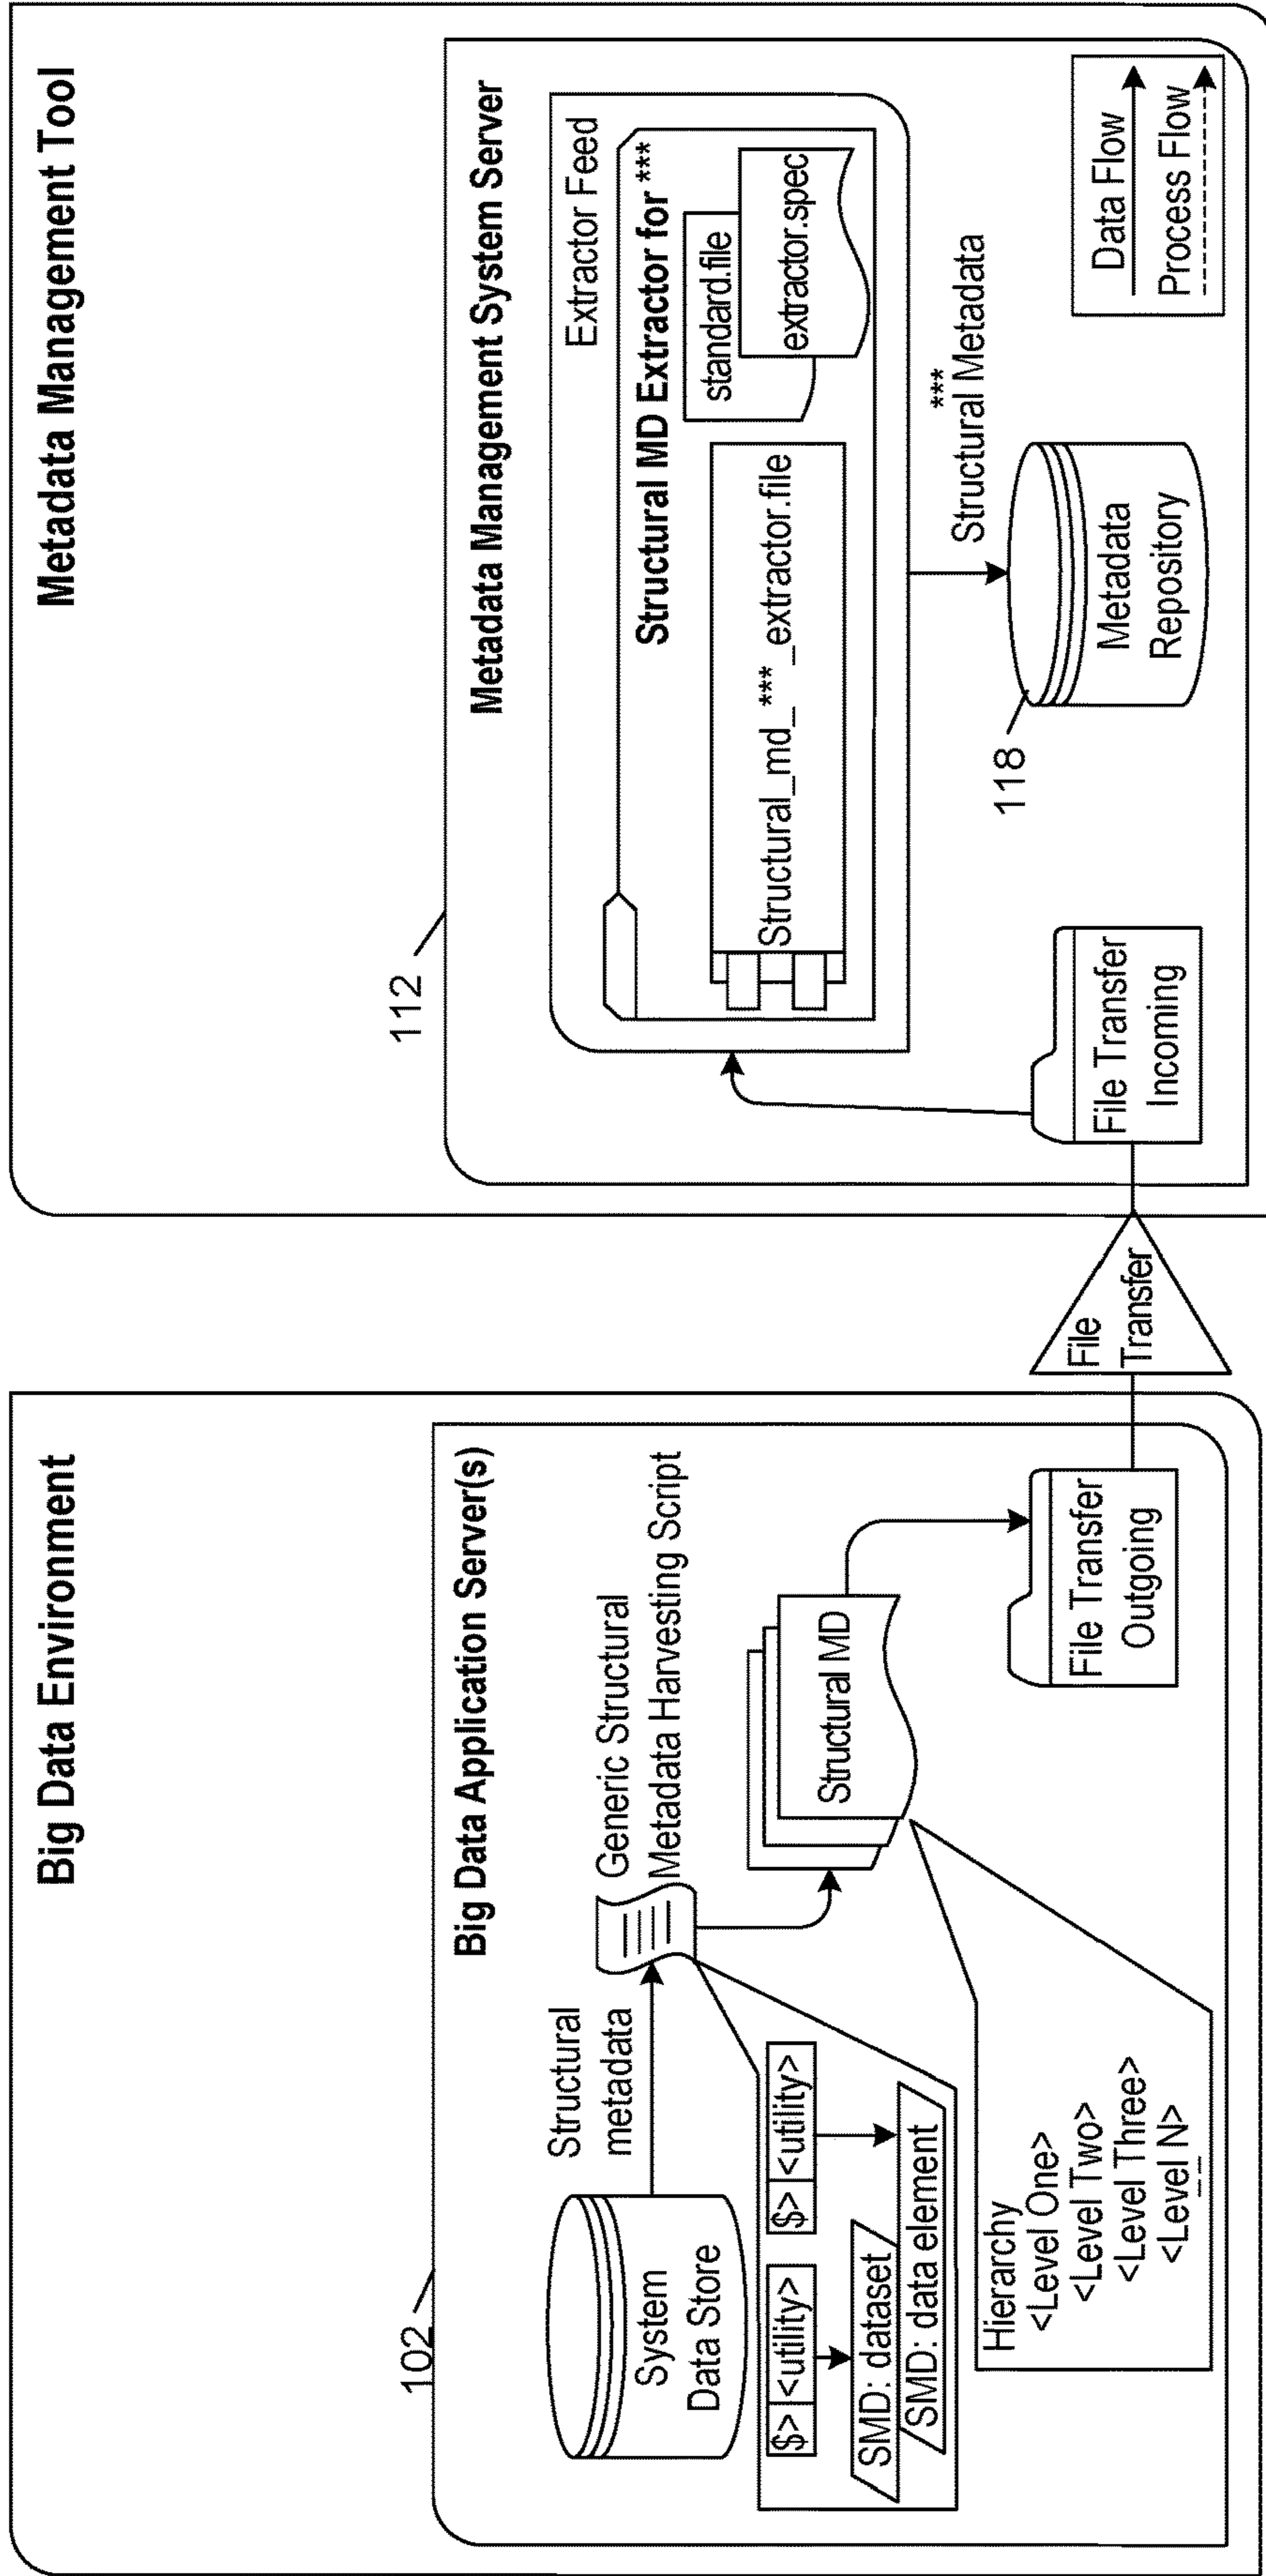 Big Data Environment
102
Big Data Application Server(s)
System
Data Store
Structural
metadata
Generic Structural
Metadata Harvesting Script
$> <utility>
$> <utility>
SMD: dataset
SMD: data element
Structural MD
Hierarchy
<Level One>
<Level Two>
<Level Three>
<Level N>
File Transfer
Outgoing
File
Transfer
Metadata Management Tool
112
Metadata Management System Server
Extractor Feed
Structural MD Extractor for ***
Structural_md_***_extractor.file
standard.file
extractor.spec
***
Structural Metadata
118
Metadata
Repository
File Transfer
Incoming
Data Flow
Process Flow